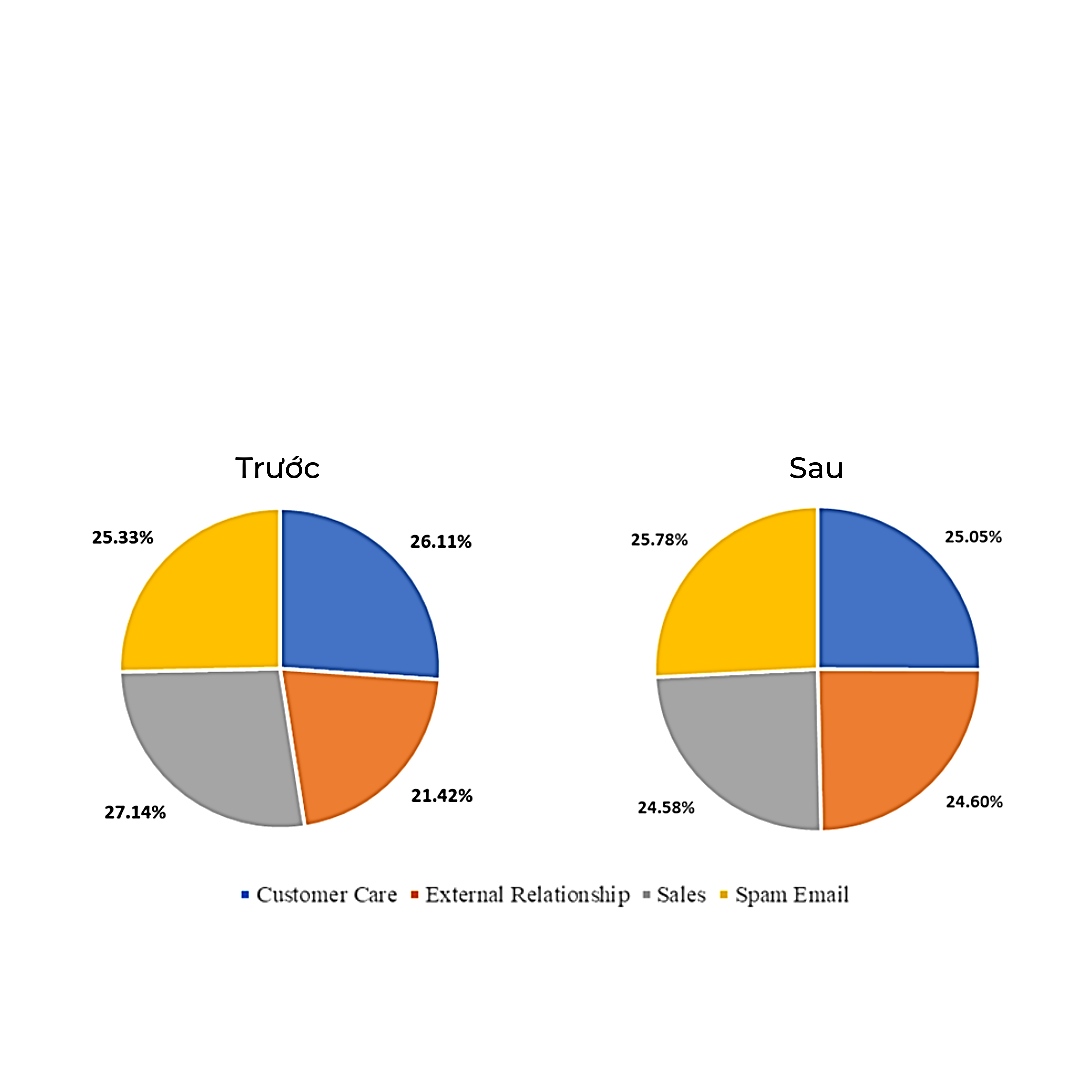 Trước
Sau
25.33%
26.11%
25.78%
25.05%
27.14%
21.42%
24.58%
24.60%
Customer Care External Relationship Sales Spam Email